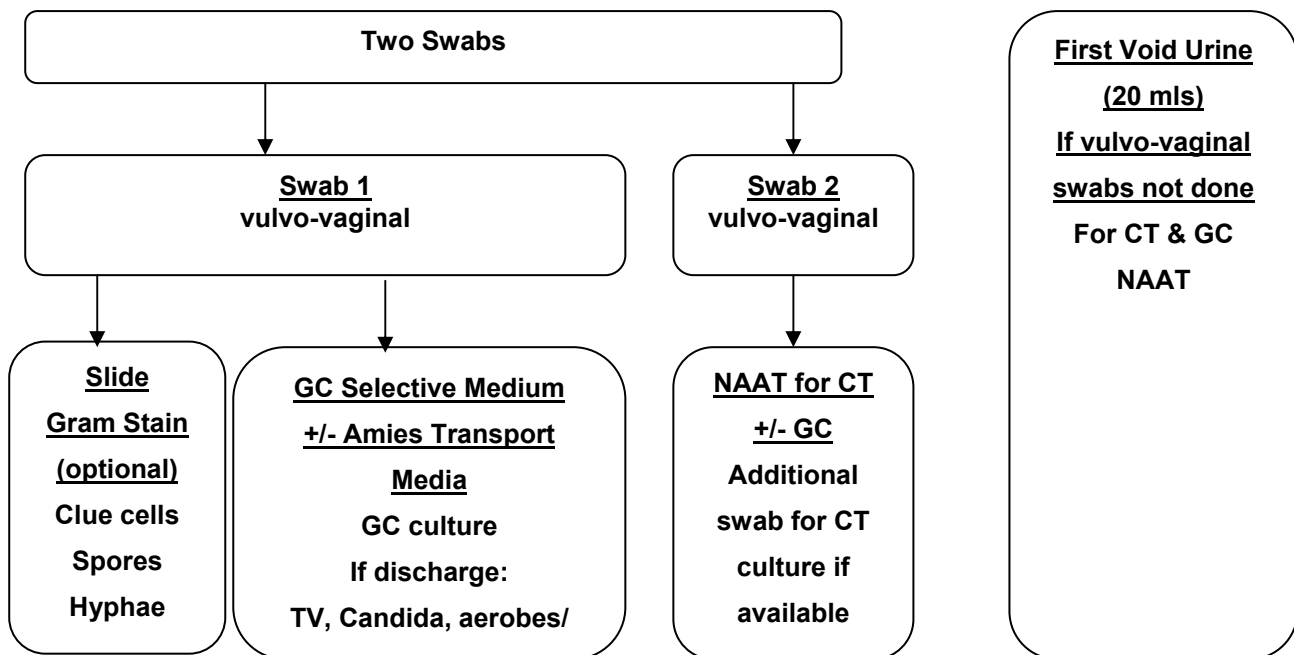 Two Swabs
Swab 1
vulvo-vaginal
Swab 2
vulvo-vaginal
Slide
Gram Stain
(optional)
Clue cells
Spores
Hyphae
GC Selective Medium
+/- Amies Transport
Media
GC culture
If discharge:
TV, Candida, aerobes/
NAAT for CT
+/- GC
Additional
swab for CT
culture if
available
First Void Urine
(20 mls)
If vulvo-vaginal
swabs not done
For CT & GC
NAAT